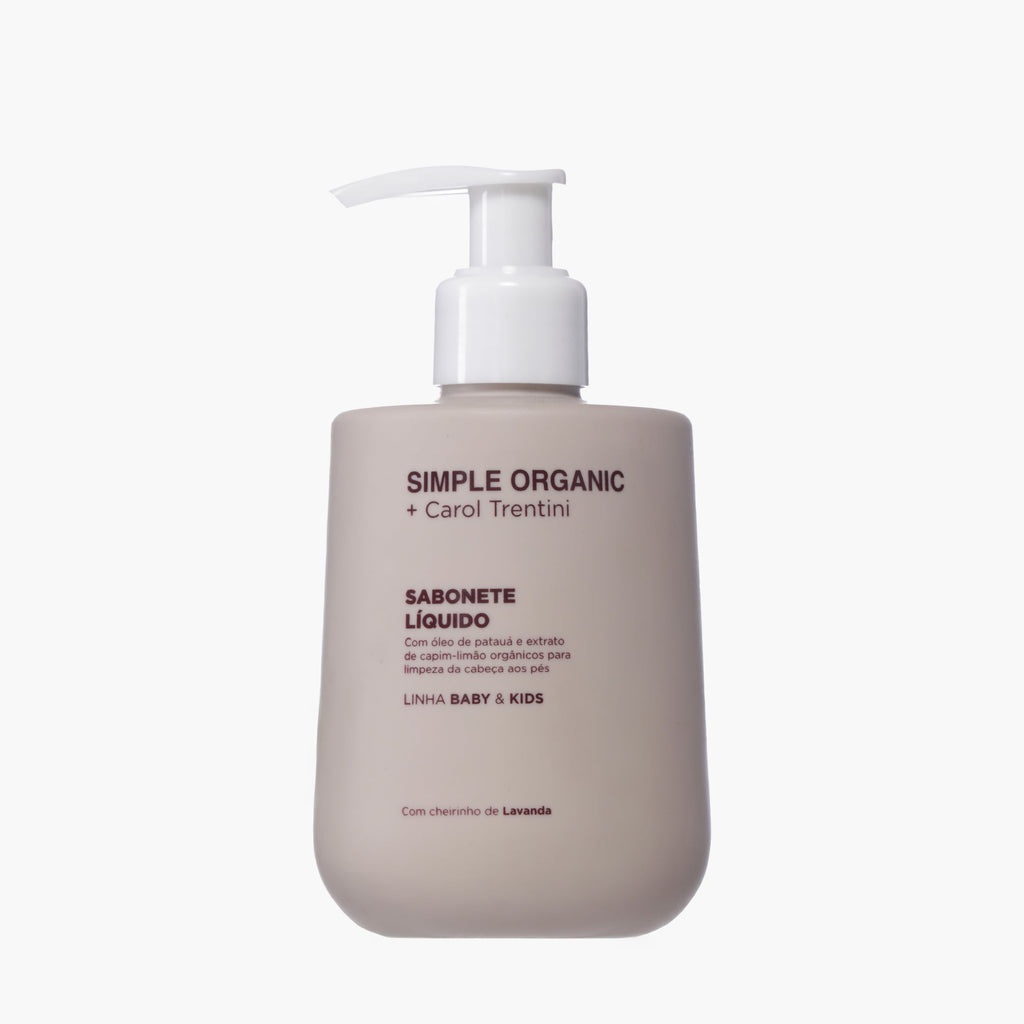 SIMPLE ORGANIC
+ Carol Trentini
SABONETE
LÍQUIDO
Com óleo de patauá e extrato
de capim-limão orgânicos para
limpeza da cabeça aos pés
LINHA BABY & KIDS
Com cheirinho de Lavanda